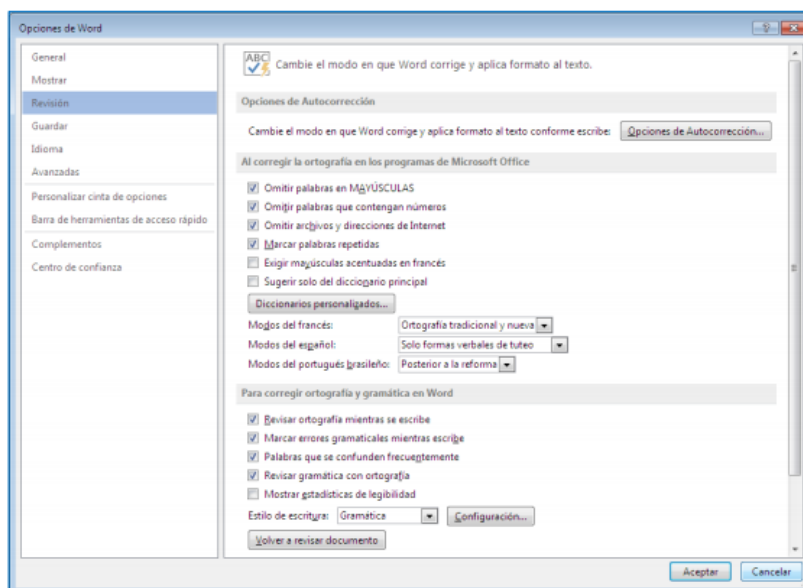 Opciones de Word
General
Mostrar
Revisión
Guardar
Idioma
Avanzadas
Personalizar cinta de opciones
Barra de herramientas de acceso rápido
Complementos
Centro de confianza
ABC
Cambie el modo en que Word corrige y aplica formato al texto.
Opciones de Autocorrección
Cambie el modo en que Word corrige y aplica formato al texto conforme escribe: Opciones de Autocorrección...
Al corregir la ortografía en los programas de Microsoft Office
Omitir palabras en MAYÚSCULAS
Omitir palabras que contengan números
Omitir archivos y direcciones de Internet
Marcar palabras repetidas
Exigir mayúsculas acentuadas en francés
Sugerir solo del diccionario principal
Diccionarios personalizados...
Modos del francés: Ortografía tradicional y nueva
Modos del español: Solo formas verbales de tuteo
Modos del portugués brasileño: Posterior a la reforma
Para corregir ortografía y gramática en Word
Revisar ortografía mientras se escribe
Marcar errores gramaticales mientras escribe
Palabras que se confunden frecuentemente
Revisar gramática con ortografía
Mostrar estadísticas de legibilidad
Estilo de escritura: Gramática Configuración...
Volver a revisar documento
Aceptar Cancelar